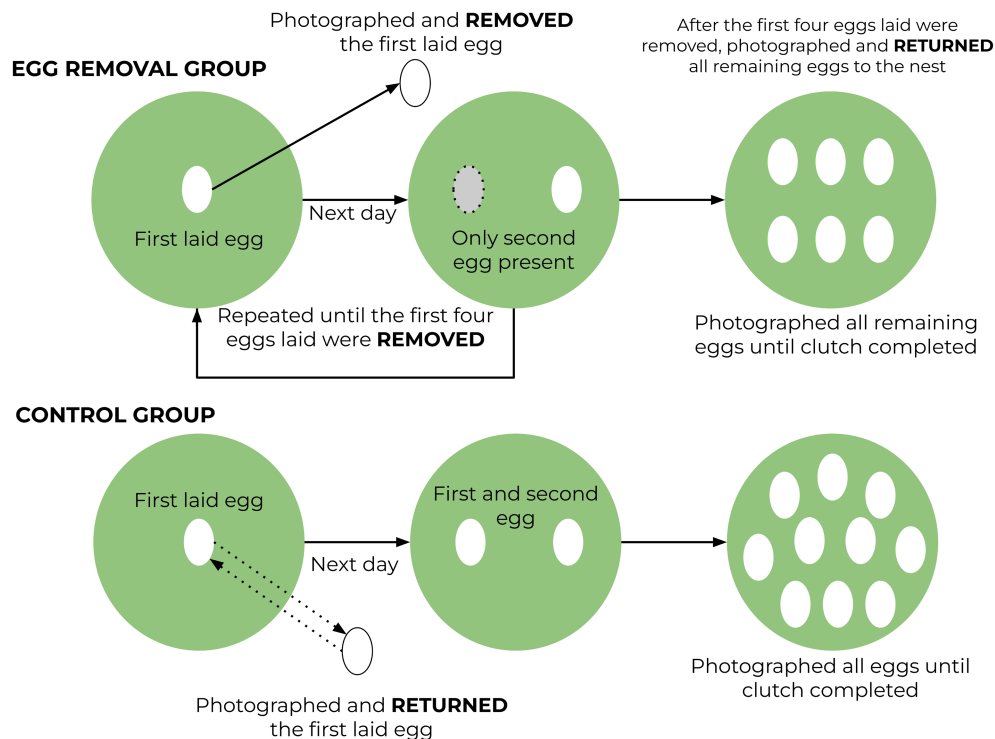 Photographed and REMOVED
the first laid egg
After the first four eggs laid were
removed, photographed and RETURNED
all remaining eggs to the nest
EGG REMOVAL GROUP
First laid egg
Next day
Only second
egg present
Repeated until the first four
eggs laid were REMOVED
Photographed all remaining
eggs until clutch completed
CONTROL GROUP
First laid egg
Next day
First and second
egg
Photographed and RETURNED
the first laid egg
Photographed all eggs until
clutch completed